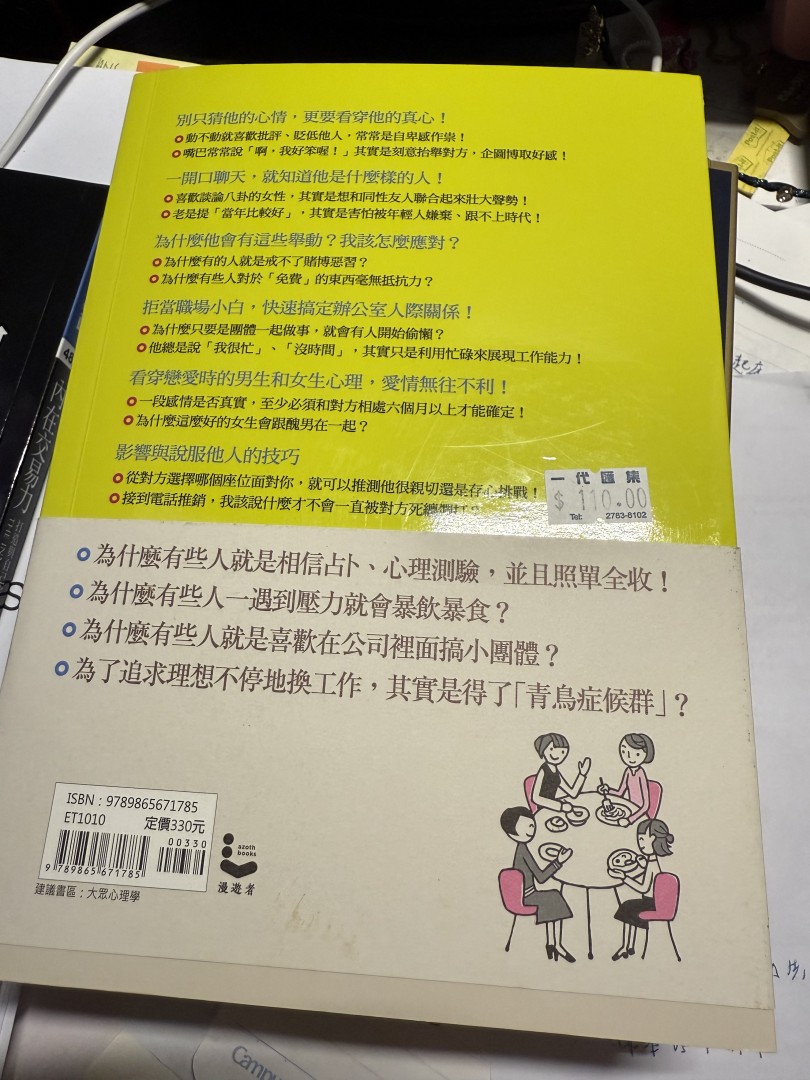 別只猜他的心情，更要看穿他的真心！
動不動就喜歡批評、貶低他人，常常是自卑感作祟！
嘴巴常常說「啊，我好笨喔！」其實是刻意抬舉對方，企圖博取好感！
一開口聊天，就知道他是什麼樣的人！
喜歡談論八卦的女性，其實是想和同性友人聯合起來壯大聲勢！
老是提「當年比較好」，其實是害怕被年輕人嫌棄、跟不上時代！
為什麼他會有這些舉動？我該怎麼應對？
為什麼有的人就是戒不了賭博惡習？
為什麼有些人對於「免費」的東西毫無抵抗力？
拒當職場小白，快速搞定辦公室人際關係！
為什麼只要是團體一起做事，就會有人開始偷懶？
他總是說「我很忙」、「沒時間」，其實只是利用忙碌來展現工作能力！
看穿戀愛時的男生和女生心理，愛情無往不利！
一段感情是否真實，至少必須和對方相處六個月以上才能確定！
為什麼這麼好的女生會跟醜男在一起？
影響與說服他人的技巧
從對方選擇哪個座位面對你，就可以推測他很親切還是存心挑戰！
接到電話推銷，我該說什麼才不會一直被對方死纏爛打？
一代匯集
$ 110.00
Tel: 2783-8102
為什麼有些人就是相信占卜、心理測驗，並且照單全收！
為什麼有些人一遇到壓力就會暴飲暴食？
為什麼有些人就是喜歡在公司裡面搞小團體？
為了追求理想不停地換工作，其實是得了「青鳥症候群」？
ISBN：9789865671785
ET1010 定價330元
00330
9 789865 671785
azoth books
漫遊者
建議書區：大眾心理學
內在交易力
48
Campu